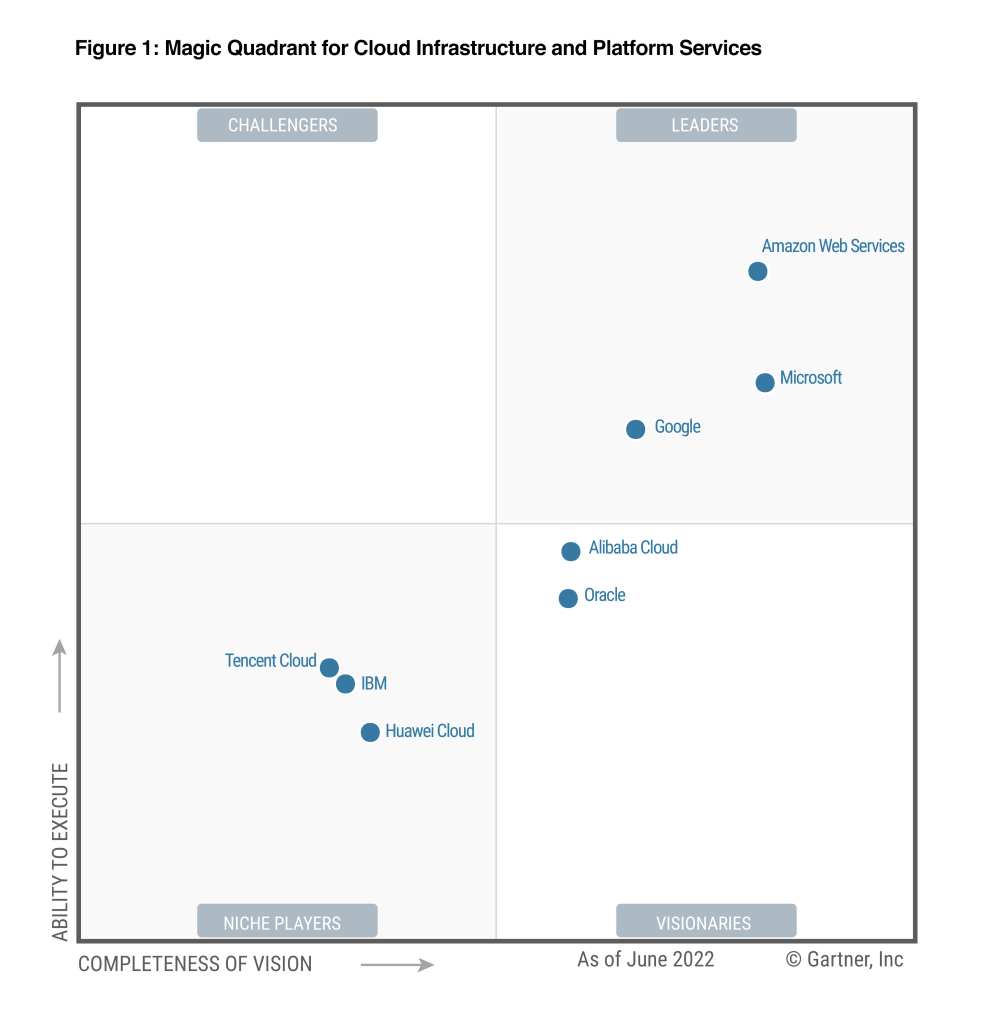 Figure 1: Magic Quadrant for Cloud Infrastructure and Platform Services
CHALLENGERS
LEADERS
Amazon Web Services
Microsoft
Google
Alibaba Cloud
Oracle
Tencent Cloud
IBM
Huawei Cloud
ABILITY TO EXECUTE
NICHE PLAYERS
VISIONARIES
COMPLETENESS OF VISION
As of June 2022
© Gartner, Inc